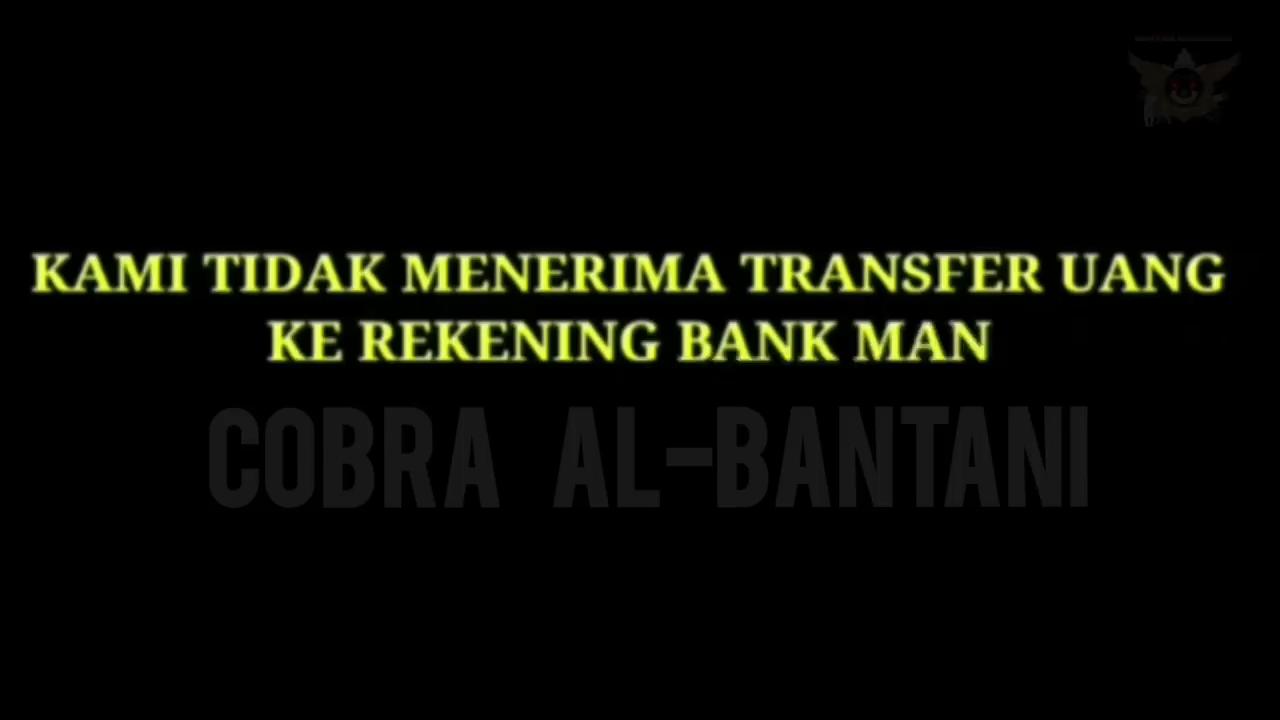 KAMI TIDAK MENERIMA TRANSFER UANG
KE REKENING BANK MAN
COBRA AL-BANTANI